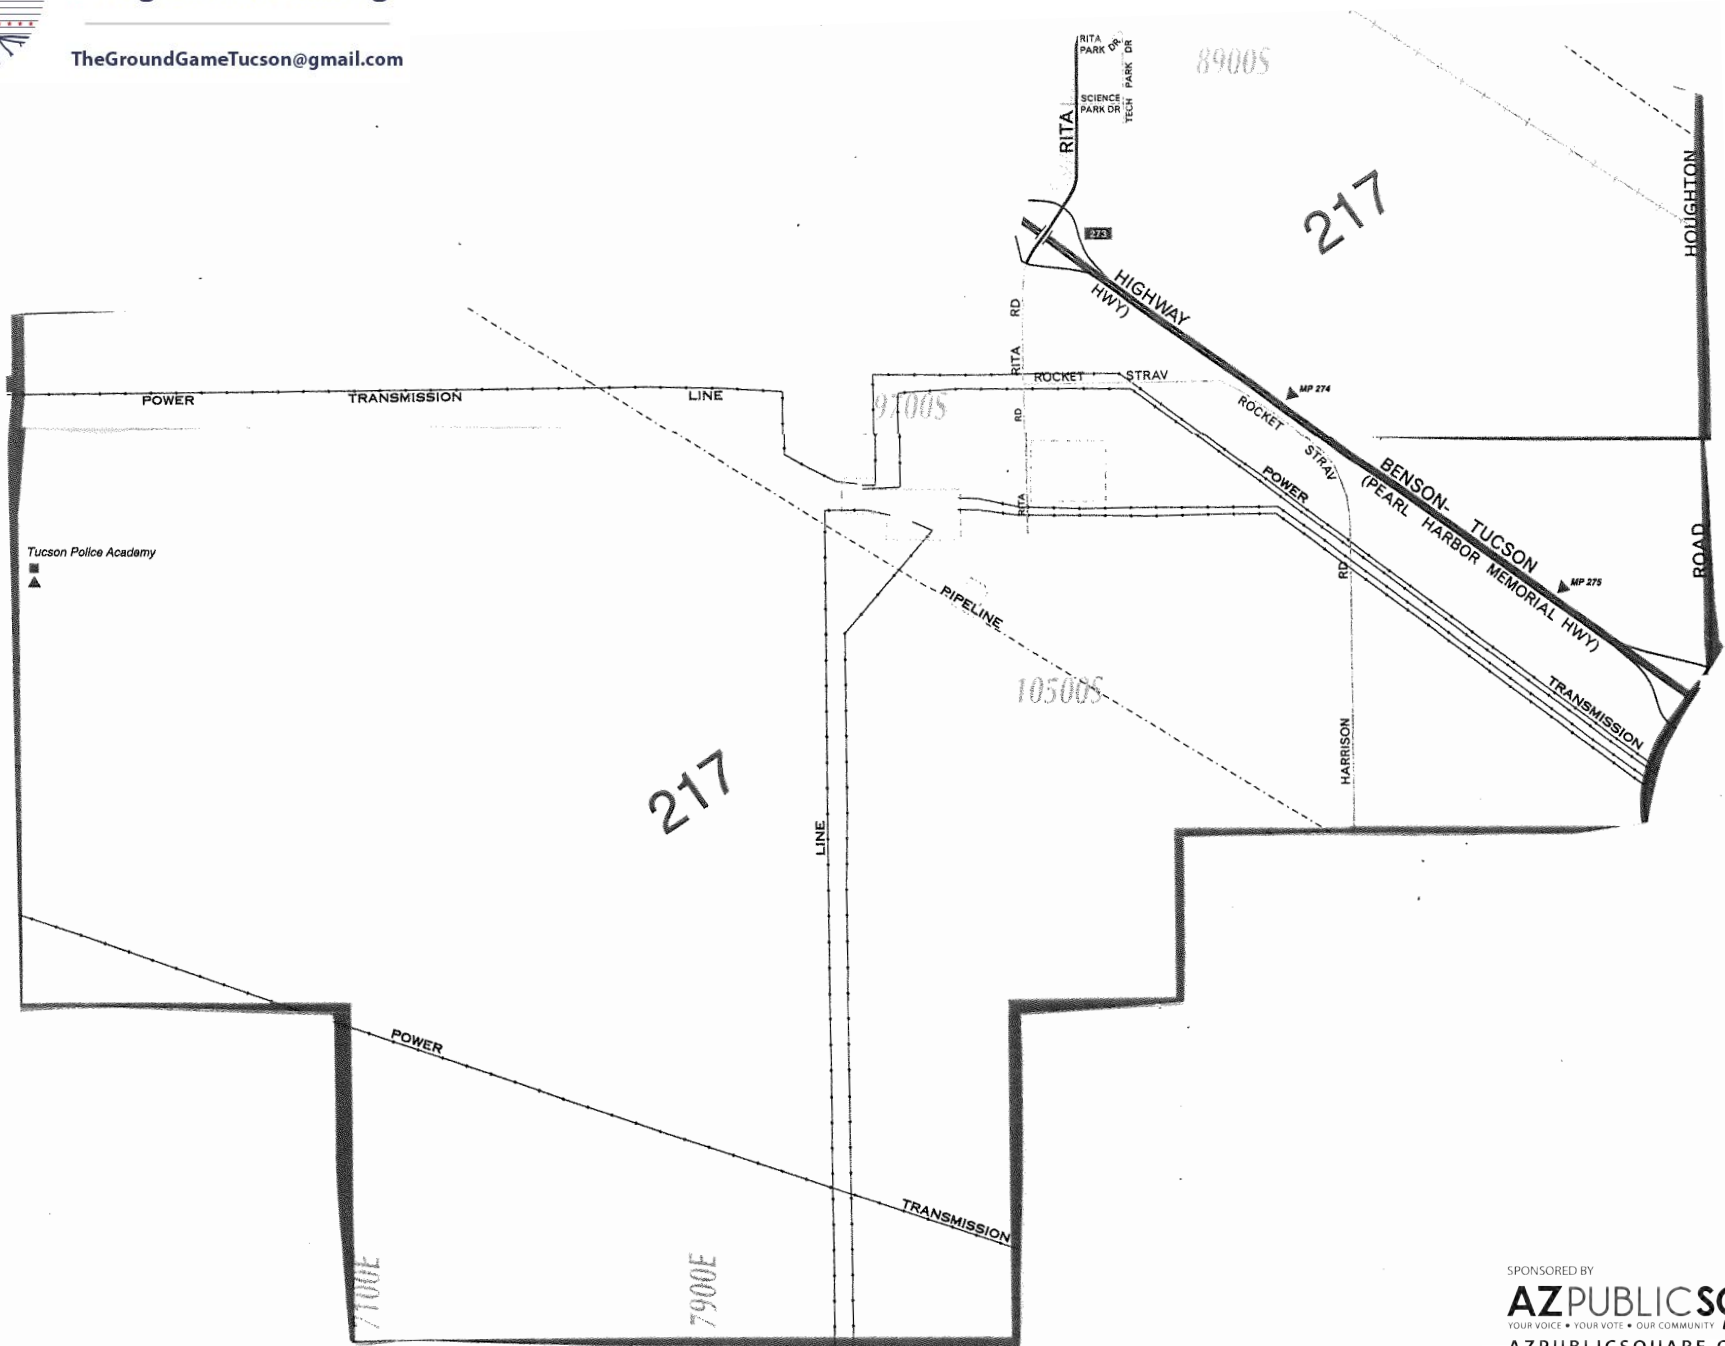 TheGroundGameTucson@gmail.com
RITA
PARK DR
TECH PARK DR
SCIENCE
PARK DR
RITA
8900S
217
HOUGHTON
273
HIGHWAY
HWY)
RD
RITA
ROCKET STRAV
MP 274
POWER TRANSMISSION LINE
9700S
RD
ROCKET STRAV
BENSON-TUCSON
(PEARL HARBOR MEMORIAL HWY)
POWER
RITA
ROAD
Tucson Police Academy
RD
MP 275
PIPELINE
10500S
TRANSMISSION
HARRISON
217
LINE
POWER
TRANSMISSION
7100E
7900E
SPONSORED BY
AZPUBLICSQ
YOUR VOICE • YOUR VOTE • OUR COMMUNITY